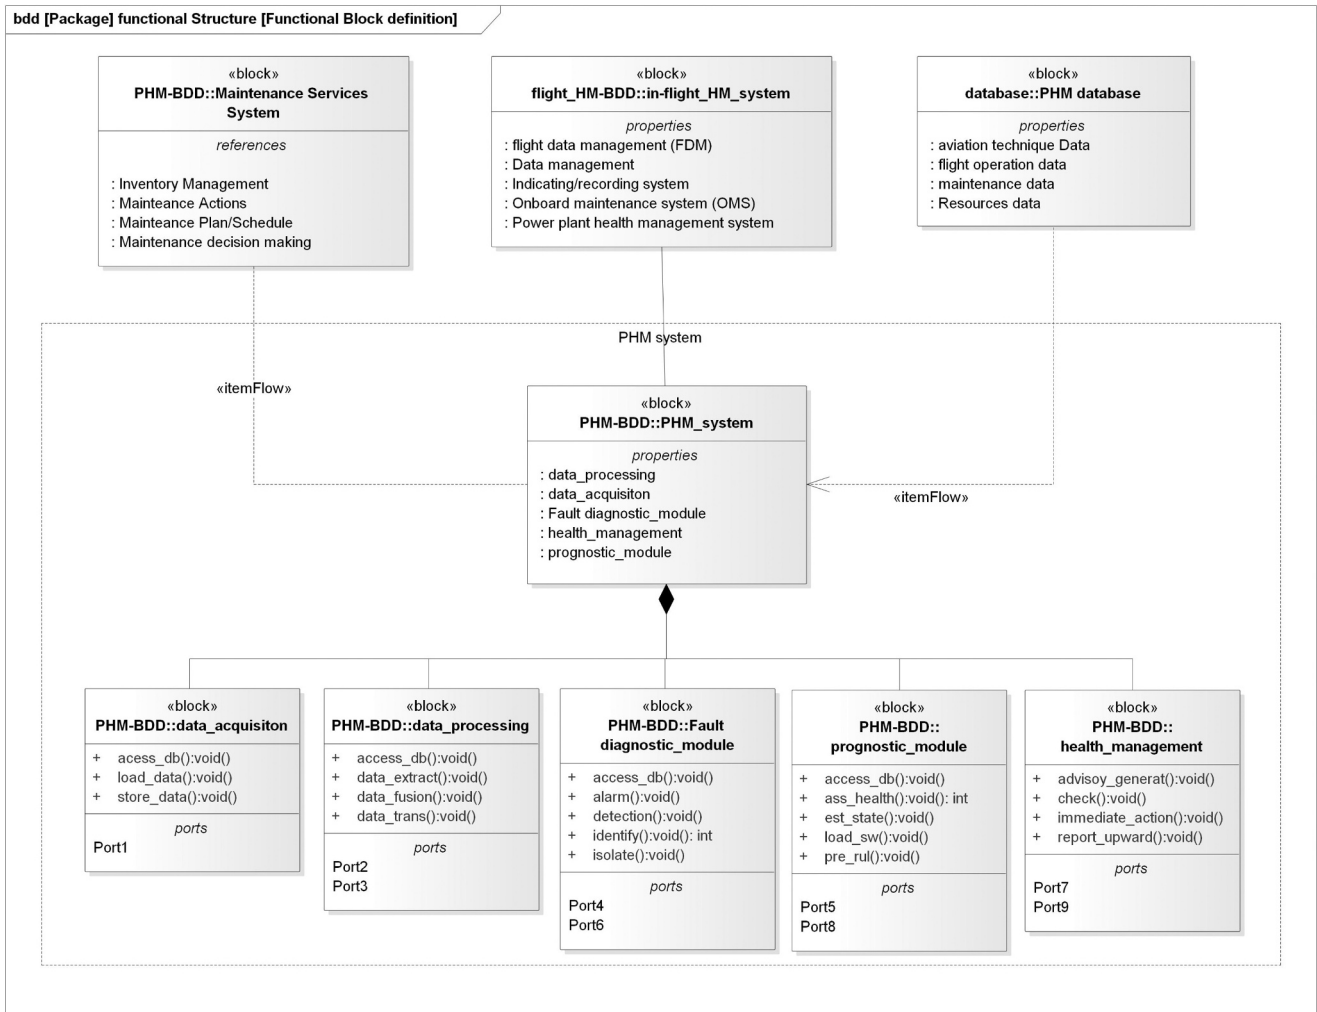 bdd [Package] functional Structure [Functional Block definition]
«block»
PHM-BDD::Maintenance Services
System
references
: Inventory Management
: Mainteance Actions
: Mainteance Plan/Schedule
: Maintenance decision making
«block»
flight_HM-BDD::in-flight_HM_system
properties
: flight data management (FDM)
: Data management
: Indicating/recording system
: Onboard maintenance system (OMS)
: Power plant health management system
«block»
database::PHM database
properties
: aviation technique Data
: flight operation data
: maintenance data
: Resources data
PHM system
«itemFlow»
«block»
PHM-BDD::PHM_system
properties
: data_processing
: data_acquisiton
: Fault diagnostic_module
: health_management
: prognostic_module
«itemFlow»
«block»
PHM-BDD::data_acquisiton
+ acess_db():void()
+ load_data():void()
+ store_data():void()
ports
Port1
«block»
PHM-BDD::data_processing
+ access_db():void()
+ data_extract():void()
+ data_fusion():void()
+ data_trans():void()
ports
Port2
Port3
«block»
PHM-BDD::Fault
diagnostic_module
+ access_db():void()
+ alarm():void()
+ detection():void()
+ identify():void(): int
+ isolate():void()
ports
Port4
Port6
«block»
PHM-BDD::
prognostic_module
+ access_db():void()
+ ass_health():void(): int
+ est_state():void()
+ load_sw():void()
+ pre_rul():void()
ports
Port5
Port8
«block»
PHM-BDD::
health_management
+ advisoy_generat():void()
+ check():void()
+ immediate_action():void()
+ report_upward():void()
ports
Port7
Port9